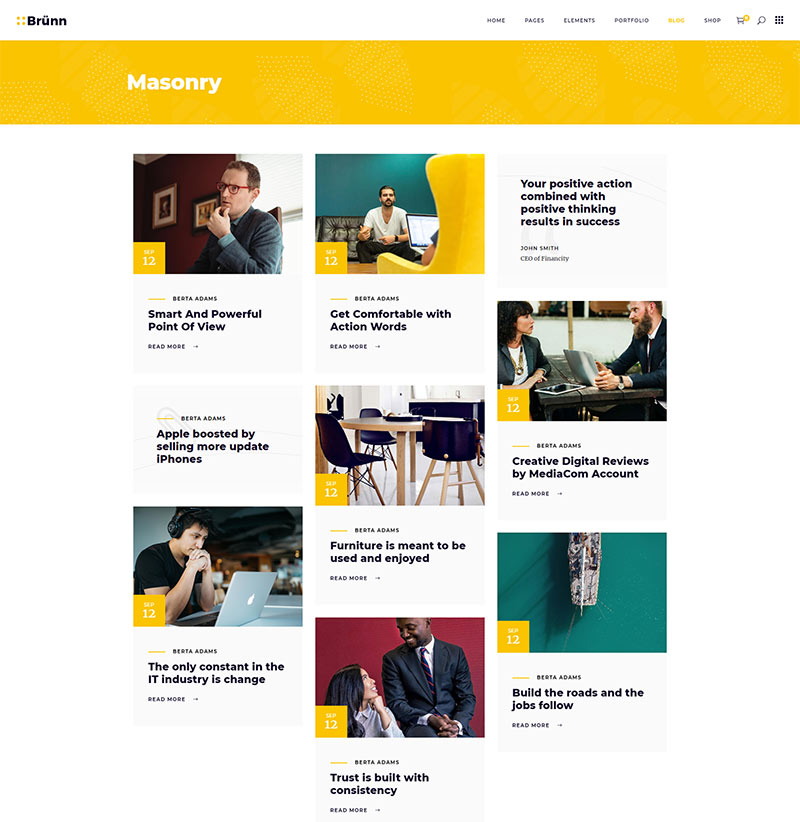 Brünn
HOME PAGES ELEMENTS PORTFOLIO BLOG SHOP
Masonry
SEP
12
BERTA ADAMS
Smart And Powerful
Point Of View
READ MORE →
BERTA ADAMS
Apple boosted by
selling more update
iPhones
SEP
12
BERTA ADAMS
The only constant in the
IT industry is change
READ MORE →
SEP
12
BERTA ADAMS
Get Comfortable with
Action Words
READ MORE →
SEP
12
BERTA ADAMS
Furniture is meant to be
used and enjoyed
READ MORE →
SEP
12
BERTA ADAMS
Trust is built with
consistency
READ MORE →
Your positive action
combined with
positive thinking
results in success
JOHN SMITH
CEO of Financity
SEP
12
BERTA ADAMS
Creative Digital Reviews
by MediaCom Account
READ MORE →
SEP
12
BERTA ADAMS
Build the roads and the
jobs follow
READ MORE →